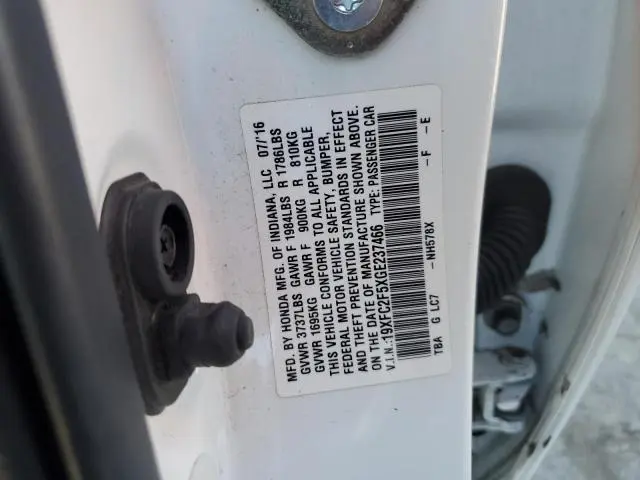 MFD. BY HONDA MFG. OF INDIANA, LLC 07/'16
GVWR 3737LBS GAWR F 1984LBS R 1786LBS
GVWR 1695KG GAWR F 900KG R 810KG
THIS VEHICLE CONFORMS TO ALL APPLICABLE
FEDERAL MOTOR VEHICLE SAFETY, BUMPER,
AND THEFT PREVENTION STANDARDS IN EFFECT
ON THE DATE OF MANUFACTURE SHOWN ABOVE.
V.I.N.:19XFC2F5XGE237466 TYPE: PASSENGER CAR
TBA G LC7 -NH578X -F -E